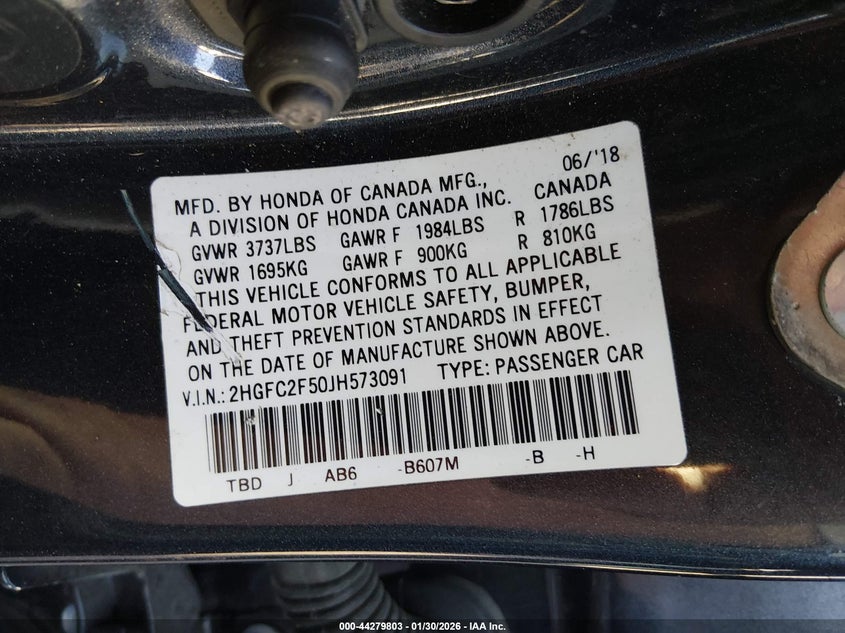 06/'18
MFD. BY HONDA OF CANADA MFG., CANADA
A DIVISION OF HONDA CANADA INC.
GVWR 3737LBS GAWR F 1984LBS R 1786LBS
GVWR 1695KG GAWR F 900KG R 810KG
THIS VEHICLE CONFORMS TO ALL APPLICABLE
FEDERAL MOTOR VEHICLE SAFETY, BUMPER,
AND THEFT PREVENTION STANDARDS IN EFFECT
ON THE DATE OF MANUFACTURE SHOWN ABOVE.
V.I.N.: 2HGFC2F50JH573091 TYPE: PASSENGER CAR
TBD J AB6 -B607M -B -H
000-44279803 — 01/30/2026 - IAA Inc.